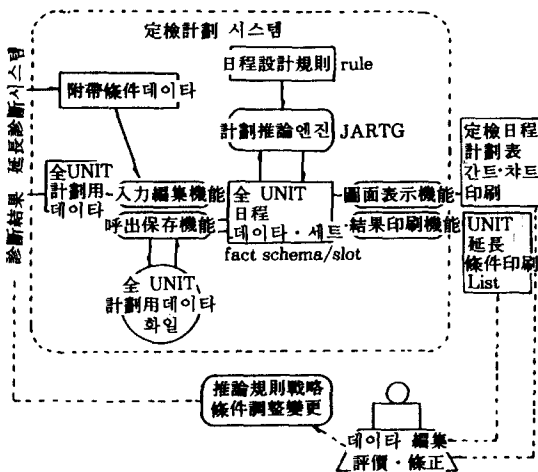 定檢計劃 시스템
診斷結果 延長診斷시스템
日程設計規則 rule
附帶條件데이타
計劃推論엔진 JARTG
定檢日程
計劃表
간트·챠트
印刷
全UNIT
計劃用
데이타
入力編集機能
呼出保存機能
全 UNIT
日程
데이타·세트
fact schema/slot
圖面表示機能
結果印刷機能
UNIT
延長
條件印刷
List
全 UNIT
計劃用데이타
화일
推論規則戰略
條件調整變更
데이타 編集
評價·修正